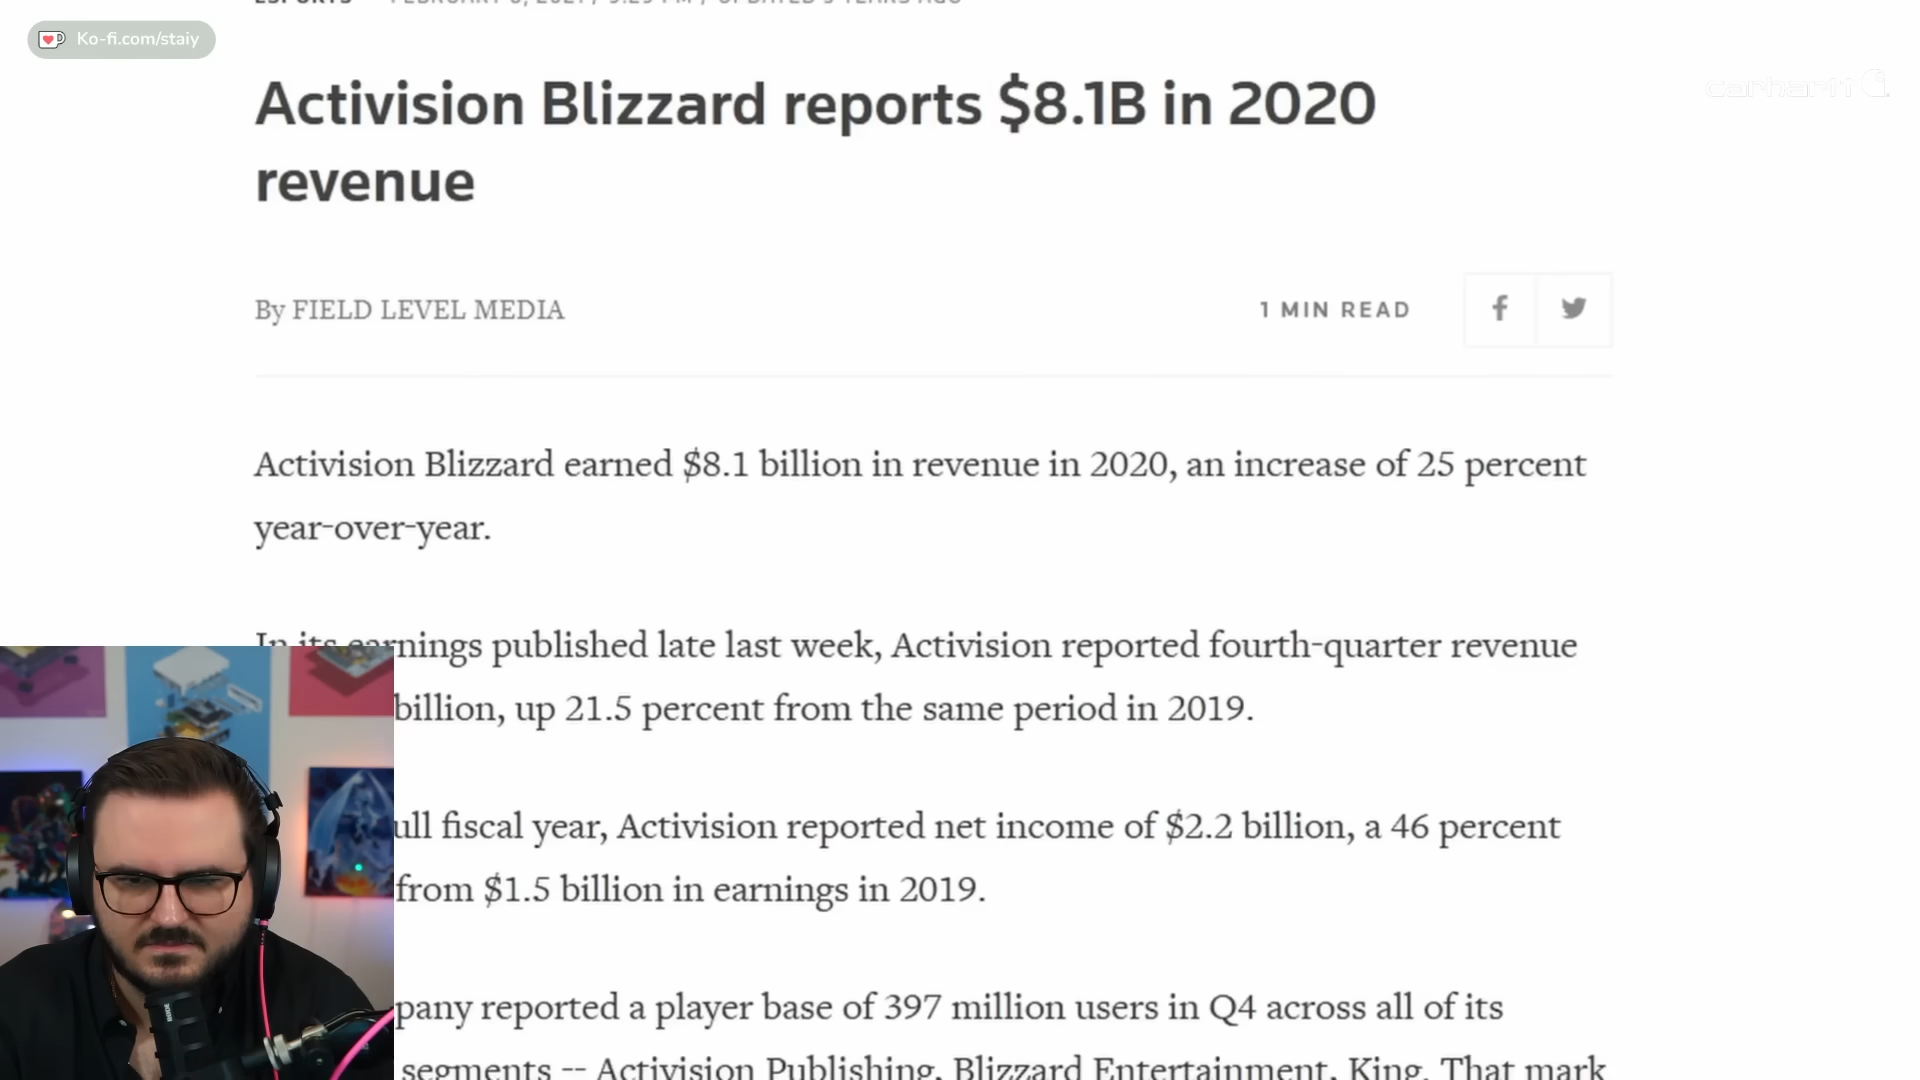 ESPORTS
Ko-fi.com/staiy
carhartt
Activision Blizzard reports $8.1B in 2020
revenue
By FIELD LEVEL MEDIA
1 MIN READ
Activision Blizzard earned $8.1 billion in revenue in 2020, an increase of 25 percent
year-over-year.
In its earnings published late last week, Activision reported fourth-quarter revenue
billion, up 21.5 percent from the same period in 2019.
ull fiscal year, Activision reported net income of $2.2 billion, a 46 percent
from $1.5 billion in earnings in 2019.
pany reported a player base of 397 million users in Q4 across all of its
segments -- Activision Publishing, Blizzard Entertainment, King. That mark